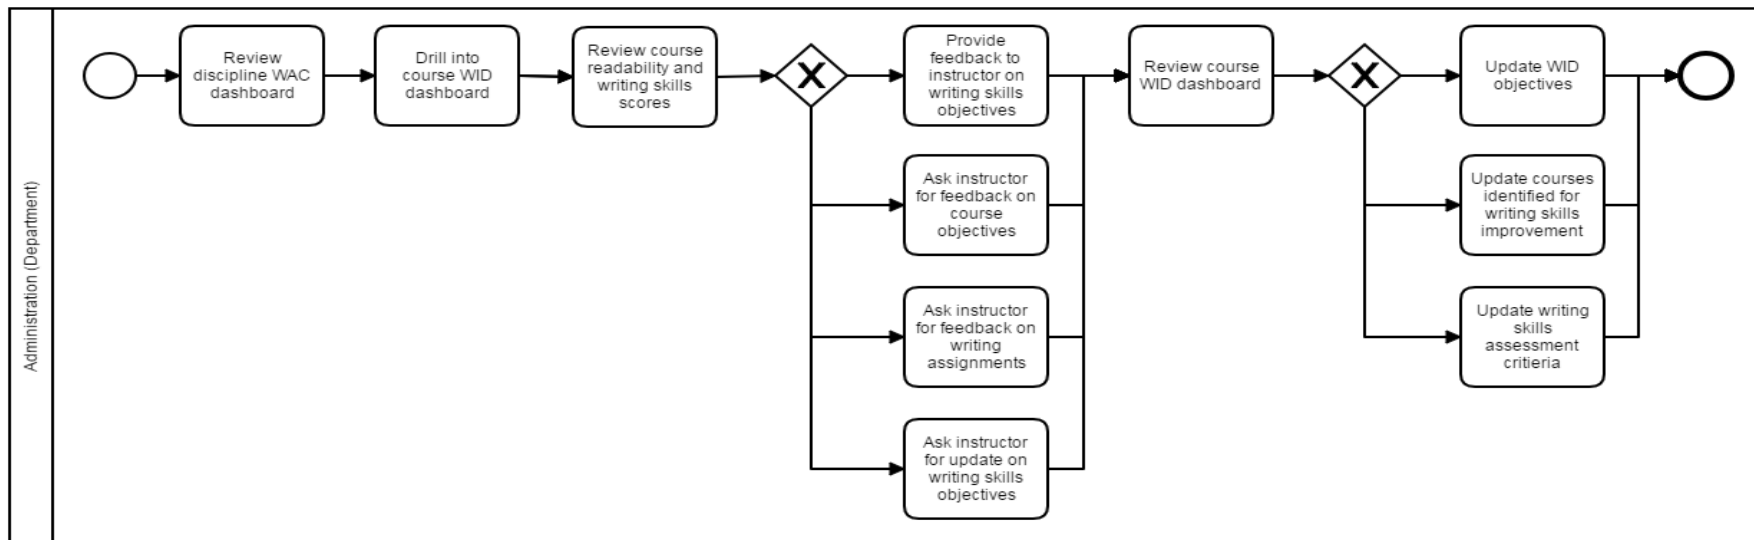 Administration (Department)
Review
discipline WAC
dashboard
Drill into
course WID
dashboard
Review course
readability and
writing skills
scores
X
Provide
feedback to
instructor on
writing skills
objectives
Ask instructor
for feedback on
course
objectives
Ask instructor
for feedback on
writing
assignments
Ask instructor
for update on
writing skills
objectives
Review course
WID dashboard
X
Update WID
objectives
Update courses
identified for
writing skills
improvement
Update writing
skills
assessment
critieria